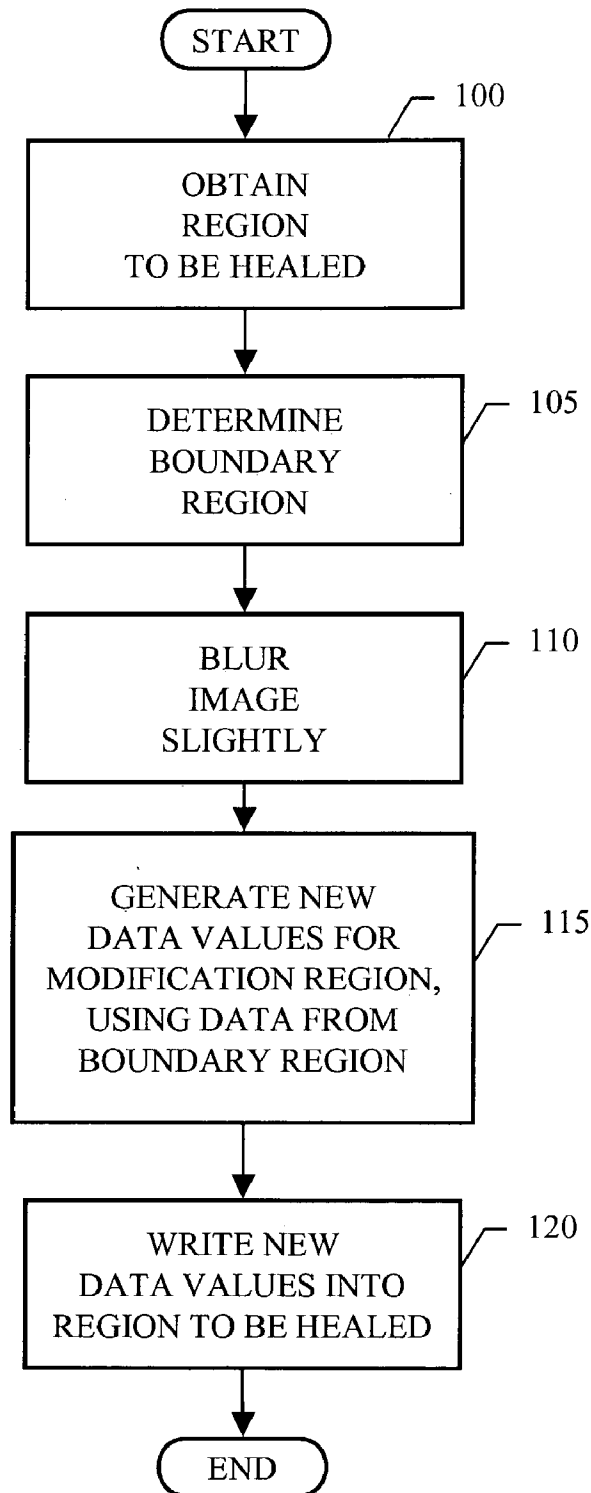 START
100
OBTAIN
REGION
TO BE HEALED
105
DETERMINE
BOUNDARY
REGION
110
BLUR
IMAGE
SLIGHTLY
115
GENERATE NEW
DATA VALUES FOR
MODIFICATION REGION,
USING DATA FROM
BOUNDARY REGION
120
WRITE NEW
DATA VALUES INTO
REGION TO BE HEALED
END